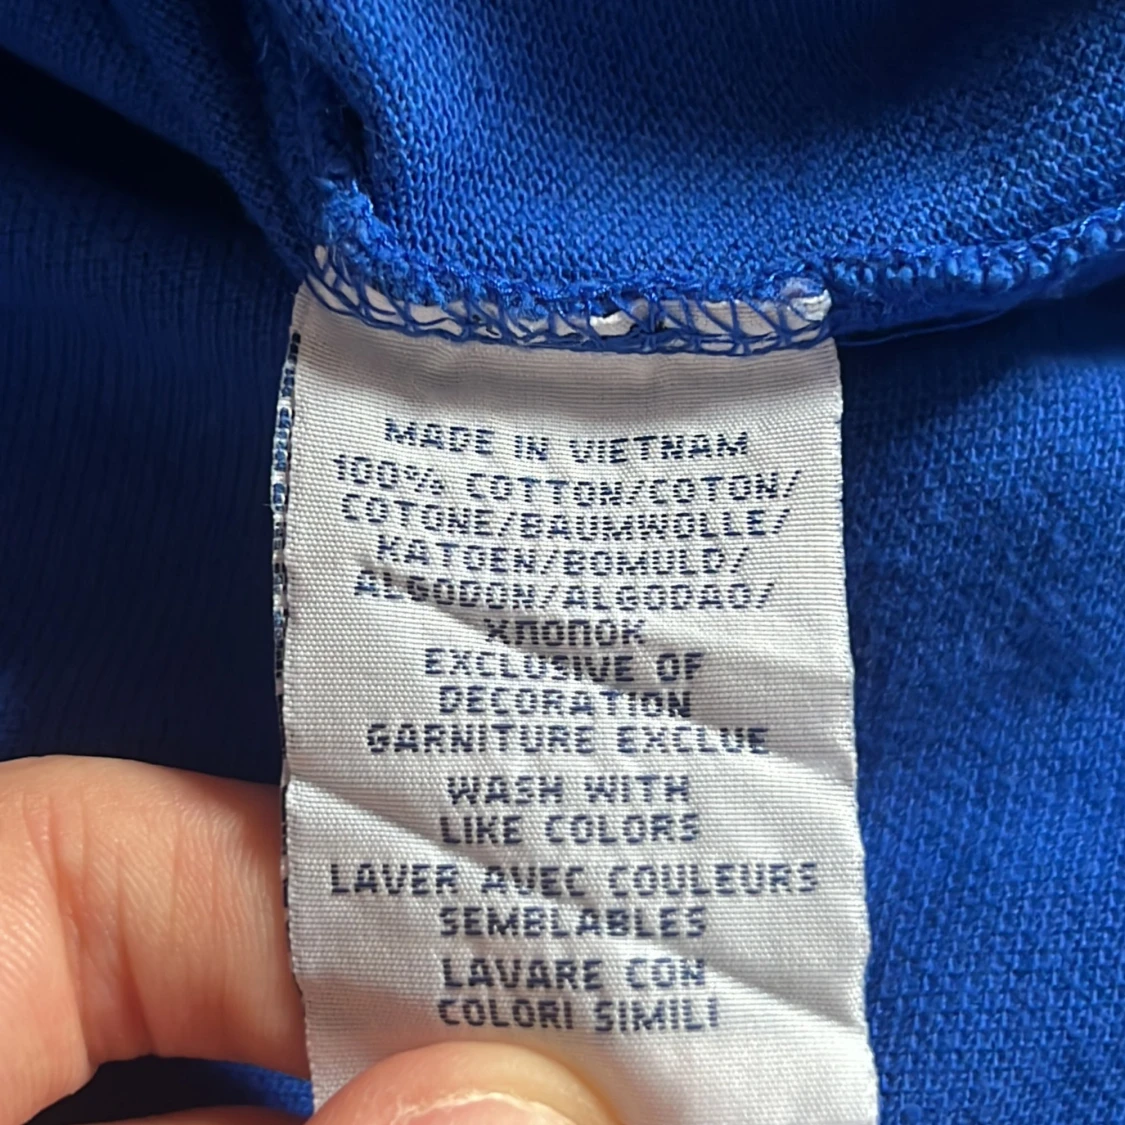 MADE IN VIETNAM
100% COTTON/COTON/
COTONE/BAUMWOLLE/
KATOEN/BOMULD/
ALGODON/ALGODAO/
ХПОПОК
EXCLUSIVE OF
DECORATION
GARNITURE EXCLUE
WASH WITH
LIKE COLORS
LAVER AVEC COULEURS
SEMBLABLES
LAVARE CON
COLORI SIMILI